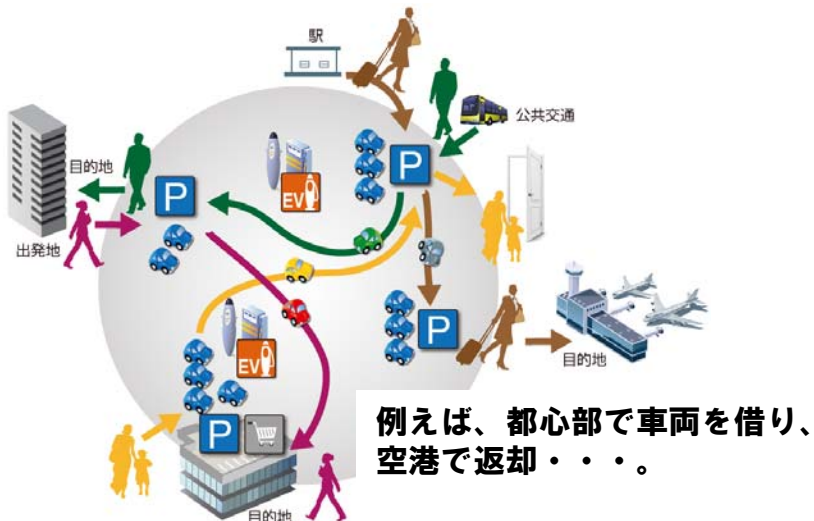 駅
公共交通
目的地
P
P
EV
出発地
P
EV
目的地
P
例えば、都心部で車両を借り、
空港で返却・・・。
目的地